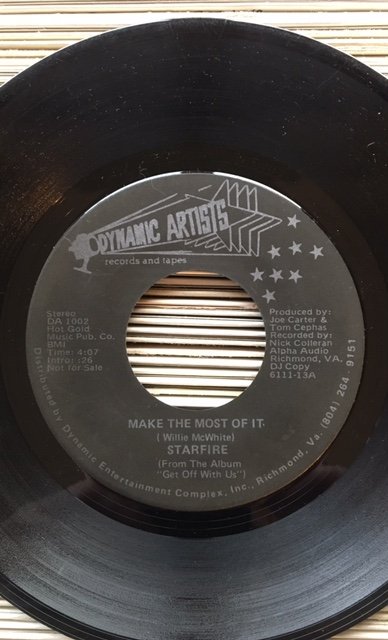 DYNAMIC ARTISTS
records and tapes
Stereo
DA 1002
Hot Gold
Music Pub. Co.
BMI
Time: 4:07
Intro: :26
Not for Sale
Produced by:
Joe Carter &
Tom Cephas
Recorded by:
Nick Colleran
Alpha Audio
Richmond, VA.
DJ Copy
6111-13A
MAKE THE MOST OF IT
(Willie McWhite)
STARFIRE
(From The Album
"Get Off With Us")
Distributed by Dynamic Entertainment Complex, Inc., Richmond, Va. (804) 264 9151